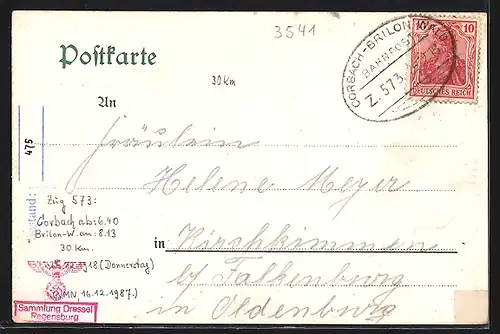 3541
CORBACH-BRILON WALD
BAHNPOST
Z. 573
10
DEUTSCHES REICH
Postkarte
30 Km
An
Fräulein
Helene Meyer
in Kirschkimmen
b/ Falkenburg
in Oldenburg
475
Zug 573:
Corbach ab: 6.40
Brilon-W an: 8.13
30 Km.
18 (Donnerstag)
MN, 16.12.1987.)
Sammlung Dressel
Regensburg